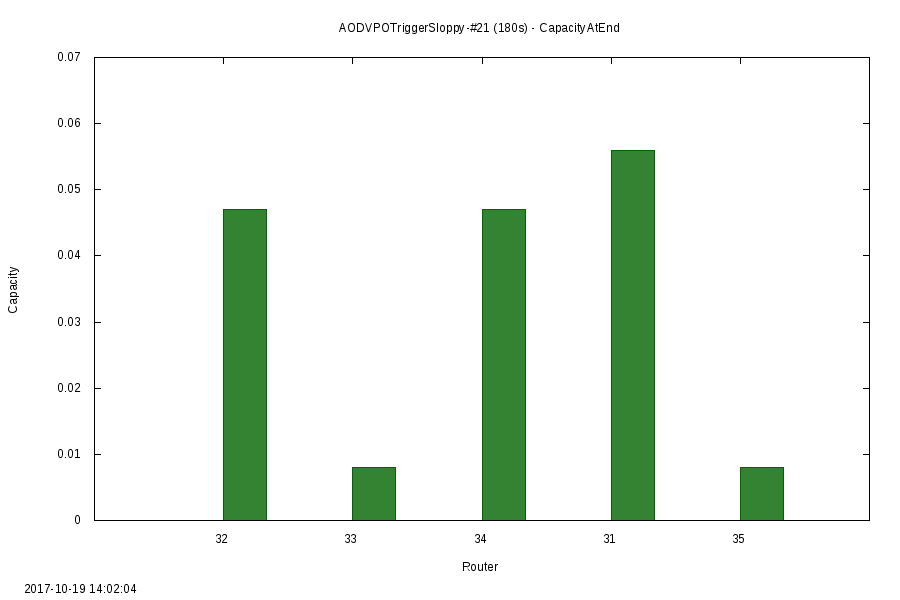 AODVPOTriggerSloppy-#21 (180s) - CapacityAtEnd
0.07
0.06
0.05
0.04
0.03
0.02
0.01
0
Capacity
32 33 34 31 35
Router
2017-10-19 14:02:04